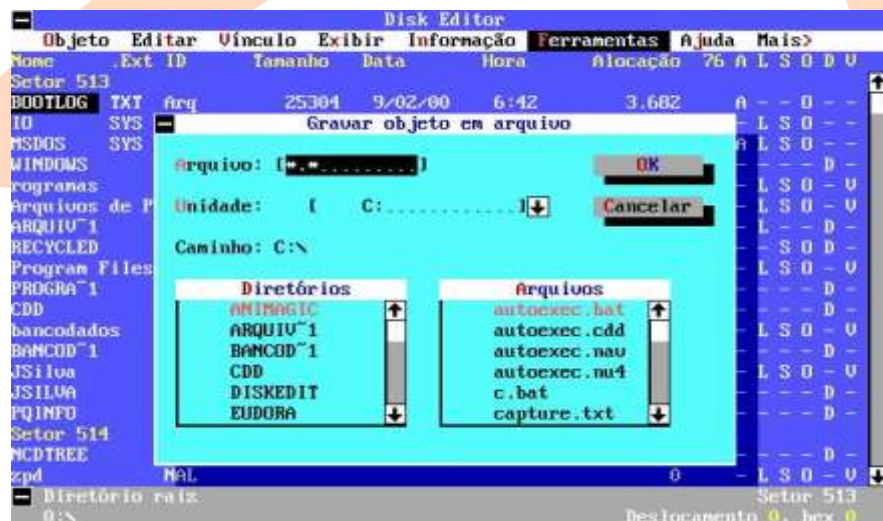 Disk Editor
Objeto Editar Vínculo Exibir Informação Ferramentas Ajuda Mais>
Nome .Ext ID Tamanho Data Hora Alocação 76 A L S O D V
Setor 513
BOOTLOG TXT Arq 25304 9/02/00 6:42 3.682 A - - O - -
IO SYS
Gravar objeto em arquivo
- L S O - -
MSDOS SYS
A L S O - -
WINDOWS
Arquivo: [*.*.........]
OK
- - - - D -
rogramas
- L S O - V
Arquivos de P
Unidade: [ C:............]
Cancelar
- L S O - V
ARQUIV~1
RECYCLED
Caminho: C:\
- - S O D -
Program Files
- L S O - V
PROGRA~1
Diretórios
Arquivos
- - - - D -
CDD
ANIMAGIC
autoexec.bat
- - - - D -
bancodados
ARQUIV~1
autoexec.cdd
- L S O - V
BANCOD~1
BANCOD~1
autoexec.nav
- - - - D -
JSilva
CDD
autoexec.nu4
- L S O - V
JSILVA
DISKEDIT
c.bat
- - - - D -
PQINFO
EUDORA
capture.txt
- - - - D -
Setor 514
NCDTREE
- - - - D -
zpd NAL 0 - L S O - V
Diretório raiz Setor 513
Deslocamento 0, hex 0